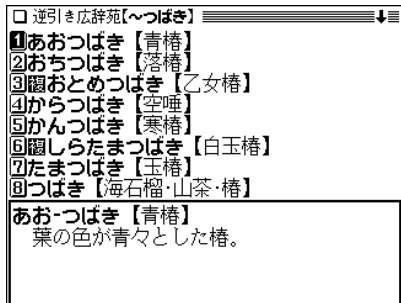 □ 逆引き広辞苑【～つばき】
1あおつばき【青椿】
2おちつばき【落椿】
3複おとめつばき【乙女椿】
4からつばき【空唾】
5かんつばき【寒椿】
6複しらたまつばき【白玉椿】
7たまつばき【玉椿】
8つばき【海石榴·山茶·椿】
あお-つばき【青椿】
葉の色が青々とした椿。